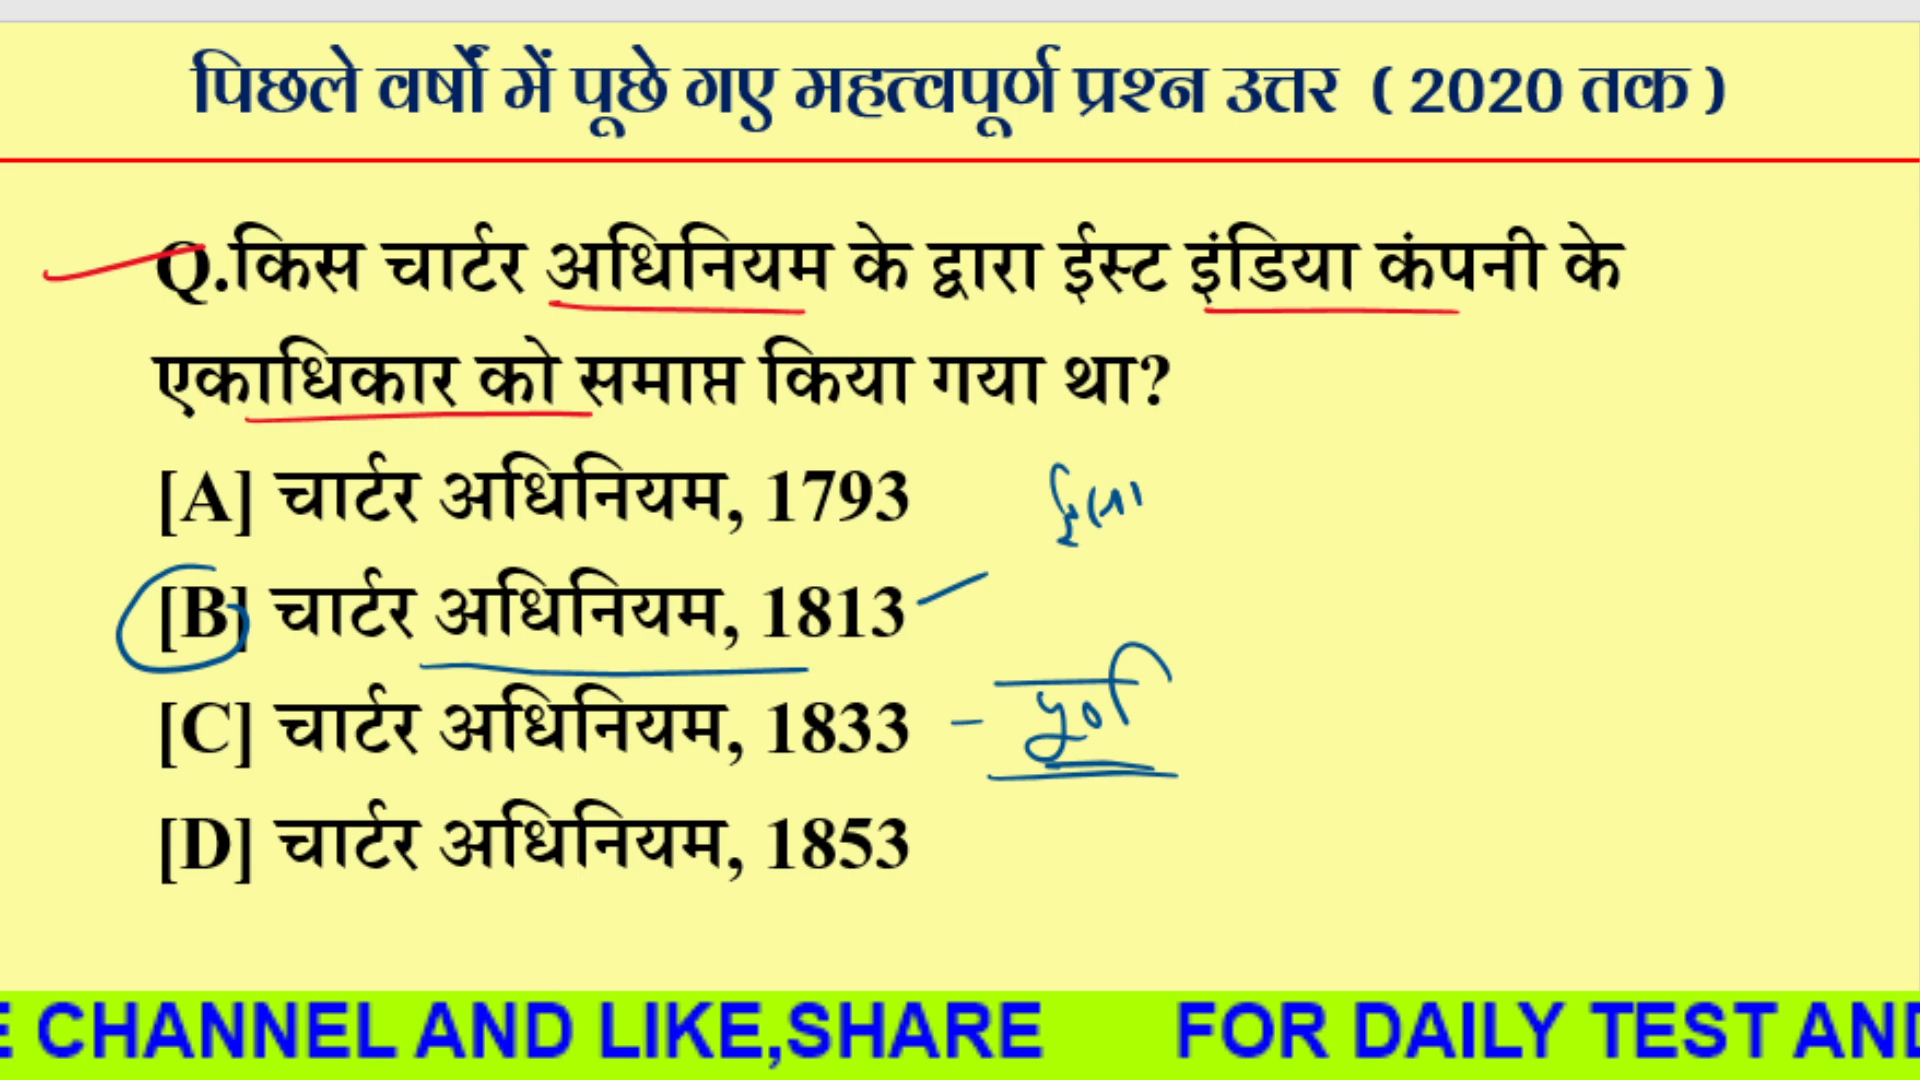 पिछले वर्षों में पूछे गए महत्वपूर्ण प्रश्न उत्तर ( 2020 तक )
Q.किस चार्टर अधिनियम के द्वारा ईस्ट इंडिया कंपनी के
एकाधिकार को समाप्त किया गया था?
[A] चार्टर अधिनियम, 1793
[B] चार्टर अधिनियम, 1813
[C] चार्टर अधिनियम, 1833 - पूर्ण
[D] चार्टर अधिनियम, 1853
CHANNEL AND LIKE,SHARE FOR DAILY TEST AND